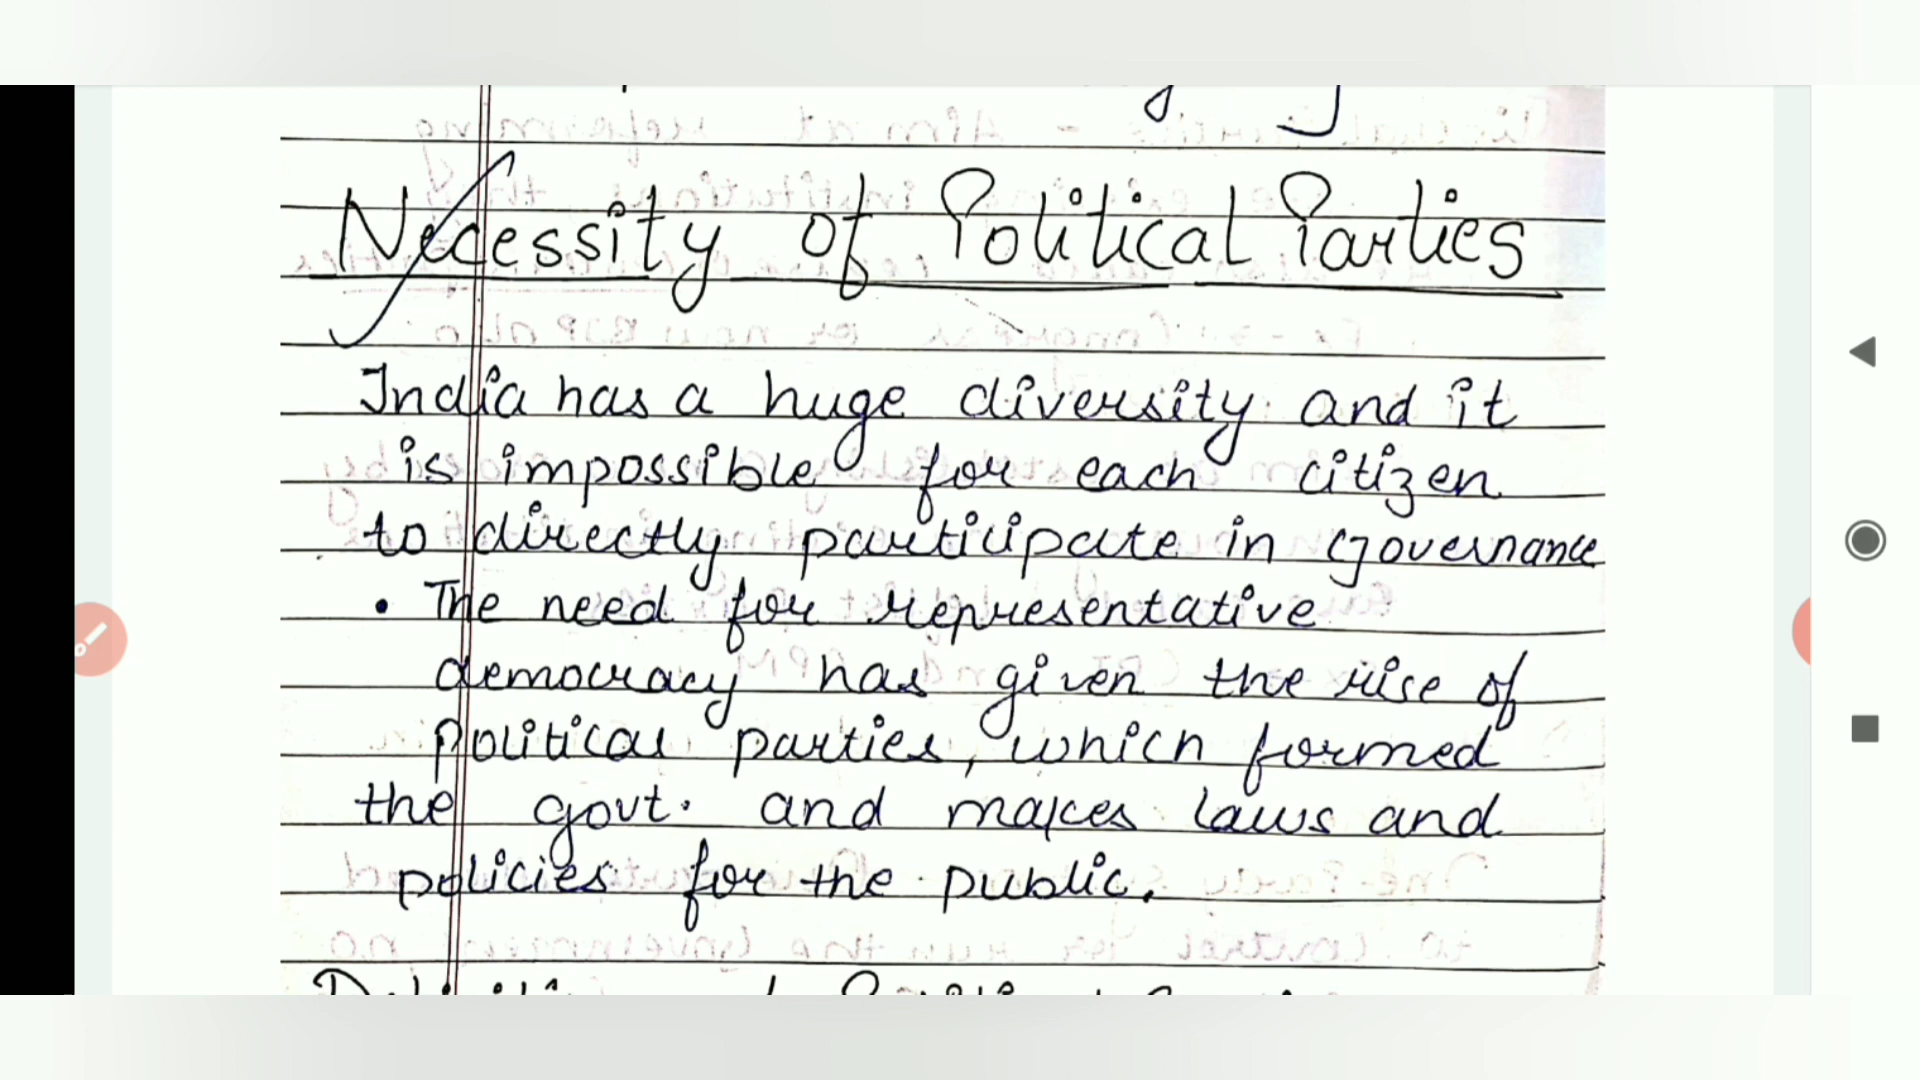 Necessity of Political Parties
India has a huge diversity and it
is impossible for each citizen
to directly participate in governance
• The need for representative
democracy has given the rise of
political parties, which formed
the govt. and makes laws and
policies for the public.